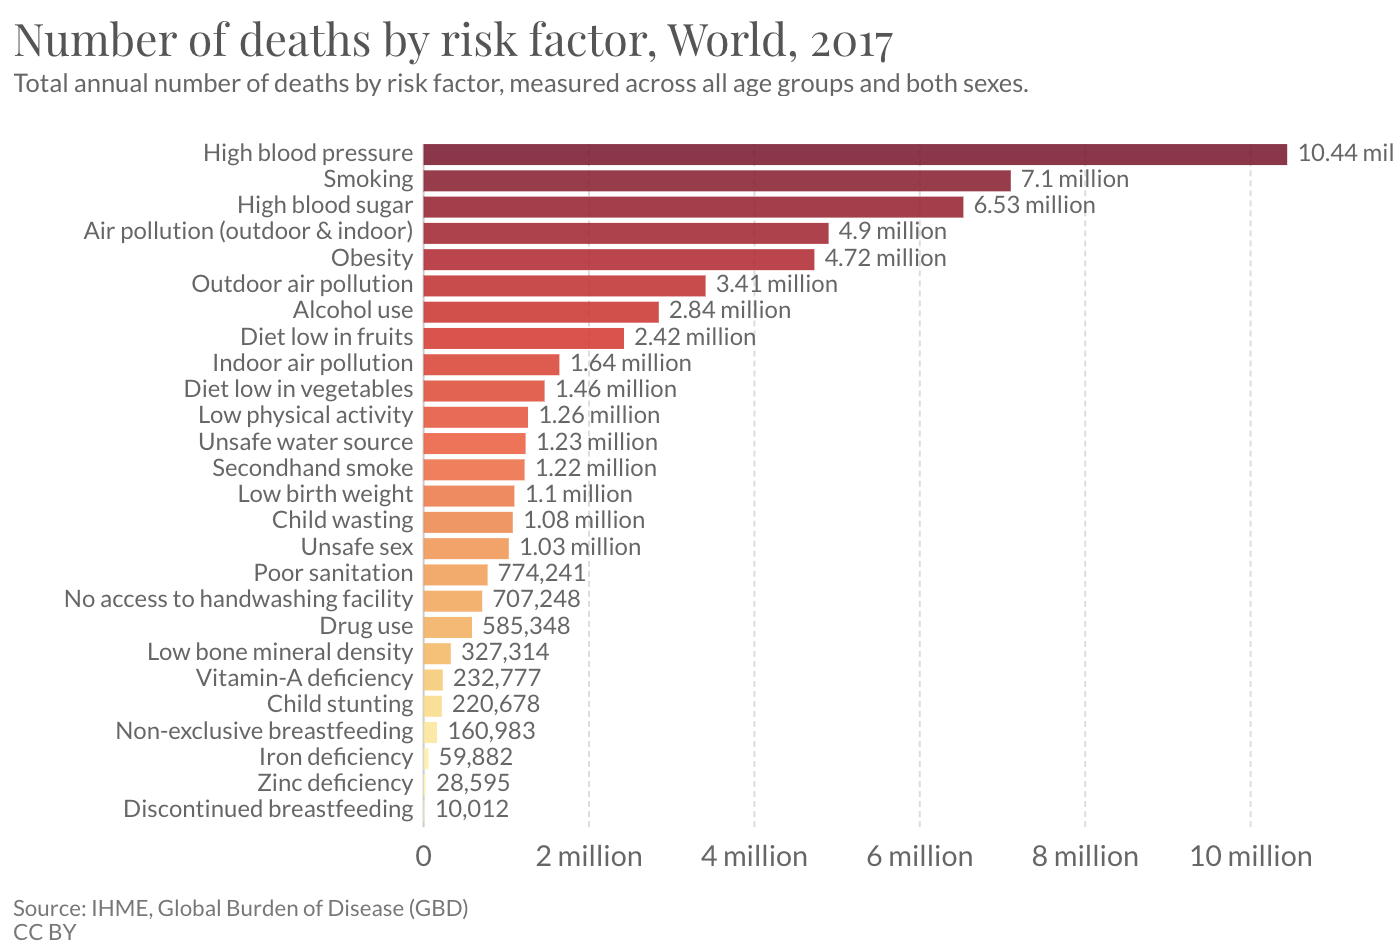 Number of deaths by risk factor, World, 2017
Total annual number of deaths by risk factor, measured across all age groups and both sexes.
High blood pressure 10.44 mil
Smoking 7.1 million
High blood sugar 6.53 million
Air pollution (outdoor & indoor) 4.9 million
Obesity 4.72 million
Outdoor air pollution 3.41 million
Alcohol use 2.84 million
Diet low in fruits 2.42 million
Indoor air pollution 1.64 million
Diet low in vegetables 1.46 million
Low physical activity 1.26 million
Unsafe water source 1.23 million
Secondhand smoke 1.22 million
Low birth weight 1.1 million
Child wasting 1.08 million
Unsafe sex 1.03 million
Poor sanitation 774,241
No access to handwashing facility 707,248
Drug use 585,348
Low bone mineral density 327,314
Vitamin-A deficiency 232,777
Child stunting 220,678
Non-exclusive breastfeeding 160,983
Iron deficiency 59,882
Zinc deficiency 28,595
Discontinued breastfeeding 10,012
0 2 million 4 million 6 million 8 million 10 million
Source: IHME, Global Burden of Disease (GBD)
CC BY